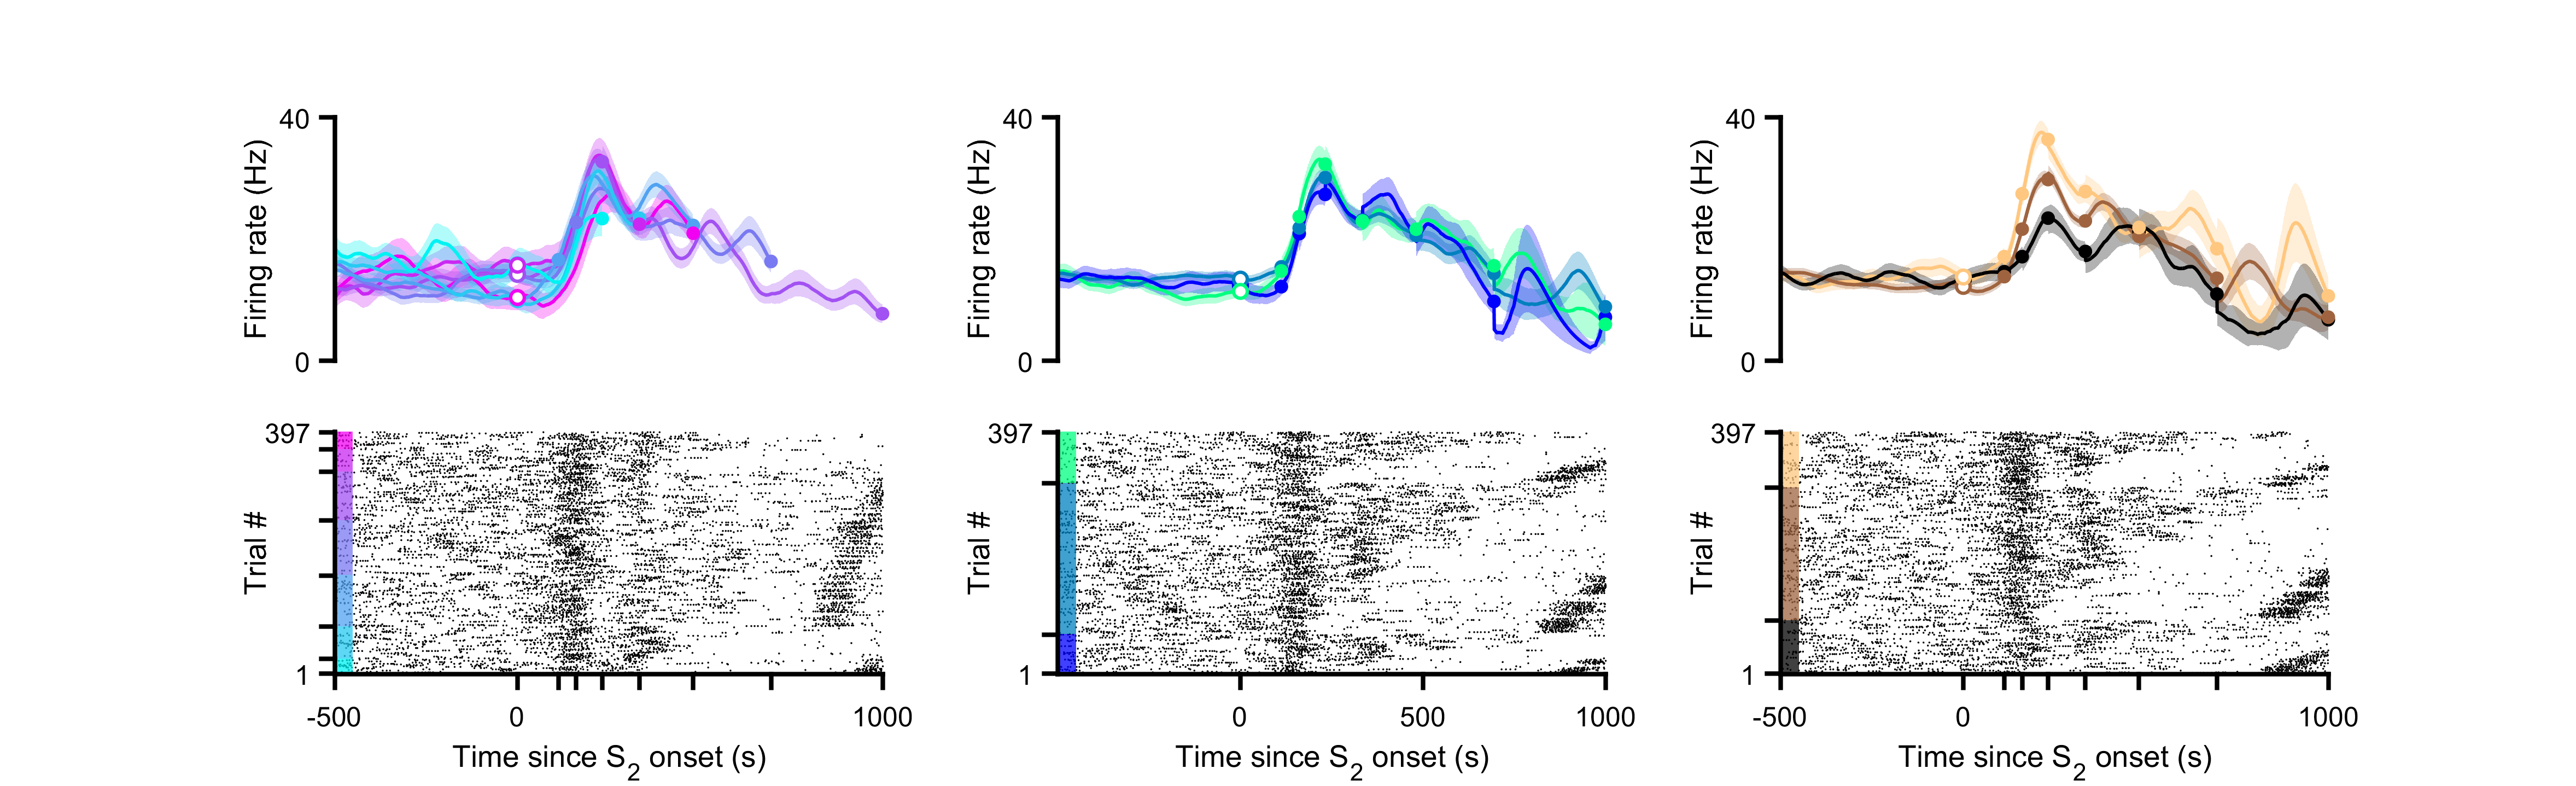 40
Firing rate (Hz)
0
397
Trial #
1
-500 0 1000
Time since S2 onset (s)
40
Firing rate (Hz)
0
397
Trial #
1
0 500 1000
Time since S2 onset (s)
40
Firing rate (Hz)
0
397
Trial #
1
-500 0 1000
Time since S2 onset (s)